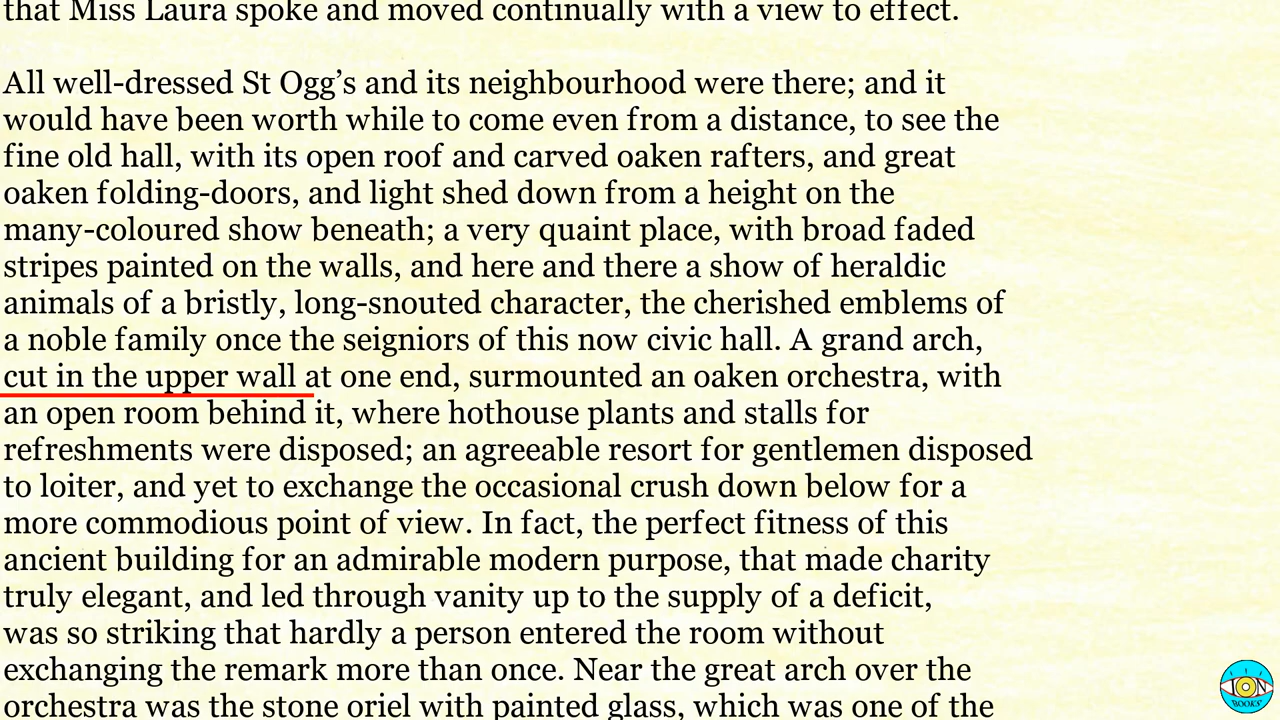 that Miss Laura spoke and moved continually with a view to effect.
All well-dressed St Ogg’s and its neighbourhood were there; and it
would have been worth while to come even from a distance, to see the
fine old hall, with its open roof and carved oaken rafters, and great
oaken folding-doors, and light shed down from a height on the
many-coloured show beneath; a very quaint place, with broad faded
stripes painted on the walls, and here and there a show of heraldic
animals of a bristly, long-snouted character, the cherished emblems of
a noble family once the seigniors of this now civic hall. A grand arch,
cut in the upper wall at one end, surmounted an oaken orchestra, with
an open room behind it, where hothouse plants and stalls for
refreshments were disposed; an agreeable resort for gentlemen disposed
to loiter, and yet to exchange the occasional crush down below for a
more commodious point of view. In fact, the perfect fitness of this
ancient building for an admirable modern purpose, that made charity
truly elegant, and led through vanity up to the supply of a deficit,
was so striking that hardly a person entered the room without
exchanging the remark more than once. Near the great arch over the
orchestra was the stone oriel with painted glass, which was one of the
ION
BOOKS